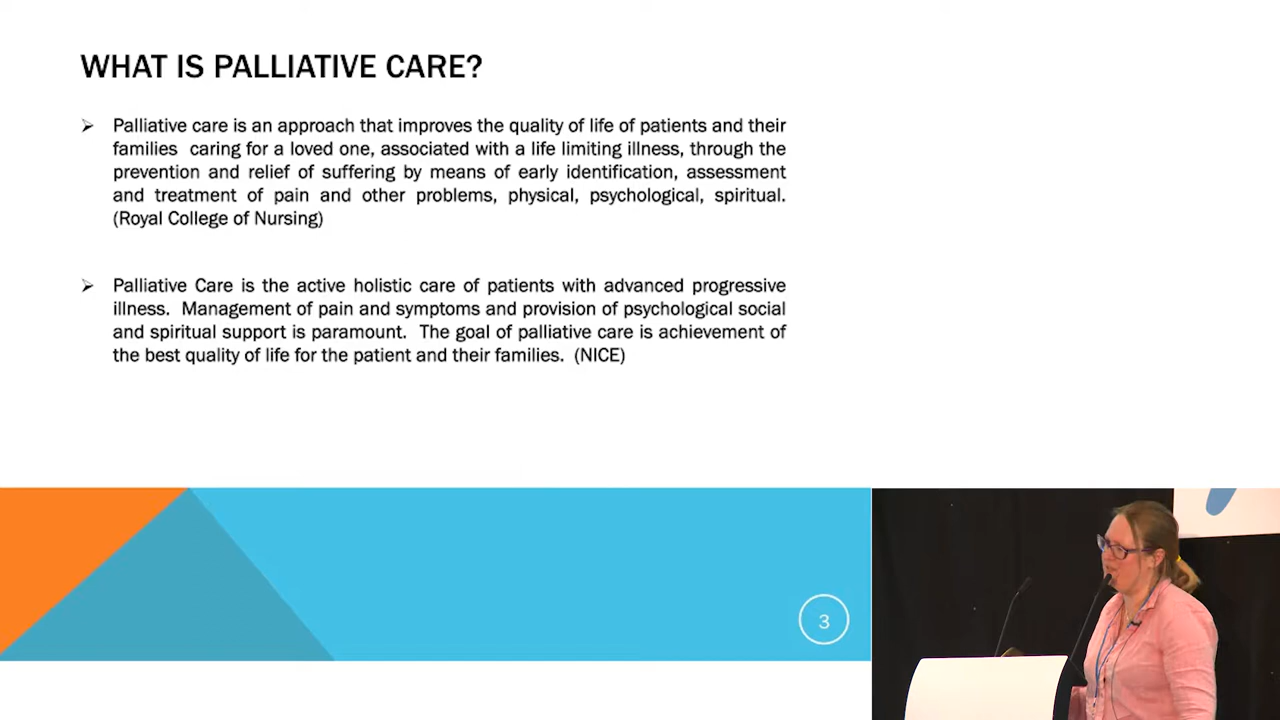 WHAT IS PALLIATIVE CARE?
Palliative care is an approach that improves the quality of life of patients and their
families caring for a loved one, associated with a life limiting illness, through the
prevention and relief of suffering by means of early identification, assessment
and treatment of pain and other problems, physical, psychological, spiritual.
(Royal College of Nursing)
Palliative Care is the active holistic care of patients with advanced progressive
illness. Management of pain and symptoms and provision of psychological social
and spiritual support is paramount. The goal of palliative care is achievement of
the best quality of life for the patient and their families. (NICE)
3